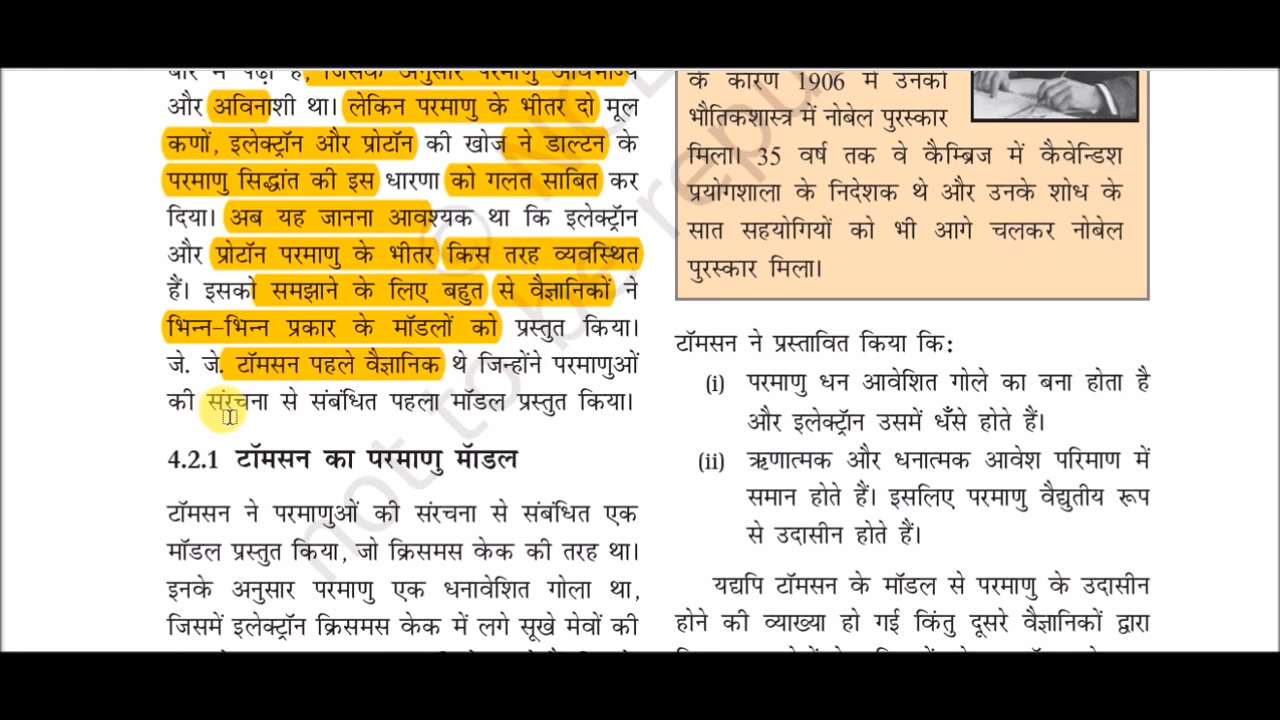 और अविनाशी था। लेकिन परमाणु के भीतर दो मूल
कणों, इलेक्ट्रॉन और प्रोटॉन की खोज ने डाल्टन के
परमाणु सिद्धांत की इस धारणा को गलत साबित कर
दिया। अब यह जानना आवश्यक था कि इलेक्ट्रॉन
और प्रोटॉन परमाणु के भीतर किस तरह व्यवस्थित
हैं। इसको समझाने के लिए बहुत से वैज्ञानिकों ने
भिन्न-भिन्न प्रकार के मॉडलों को प्रस्तुत किया।
जे. जे. टॉमसन पहले वैज्ञानिक थे जिन्होंने परमाणुओं
की संरचना से संबंधित पहला मॉडल प्रस्तुत किया।
4.2.1 टॉमसन का परमाणु मॉडल
टॉमसन ने परमाणुओं की संरचना से संबंधित एक
मॉडल प्रस्तुत किया, जो क्रिसमस केक की तरह था।
इनके अनुसार परमाणु एक धनावेशित गोला था,
जिसमें इलेक्ट्रॉन क्रिसमस केक में लगे सूखे मेवों की
के कारण 1906 में उनको
भौतिकशास्त्र में नोबेल पुरस्कार
मिला। 35 वर्ष तक वे कैम्ब्रिज में कैवेन्डिश
प्रयोगशाला के निदेशक थे और उनके शोध के
सात सहयोगियों को भी आगे चलकर नोबेल
पुरस्कार मिला।
टॉमसन ने प्रस्तावित किया कि:
(i) परमाणु धन आवेशित गोले का बना होता है
और इलेक्ट्रॉन उसमें धँसे होते हैं।
(ii) ऋणात्मक और धनात्मक आवेश परिमाण में
समान होते हैं। इसलिए परमाणु वैद्युतीय रूप
से उदासीन होते हैं।
यद्यपि टॉमसन के मॉडल से परमाणु के उदासीन
होने की व्याख्या हो गई किंतु दूसरे वैज्ञानिकों द्वारा
not to be repu